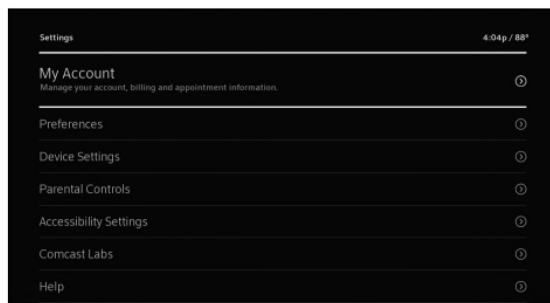 Settings
4:04p / 88°
My Account
Manage your account, billing and appointment information.
Preferences
Device Settings
Parental Controls
Accessibility Settings
Comcast Labs
Help